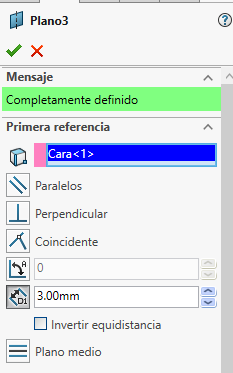 Plano3
Mensaje
Completamente definido
Primera referencia
Cara<1>
Paralelos
Perpendicular
Coincidente
0
3.00mm
Invertir equidistancia
Plano medio